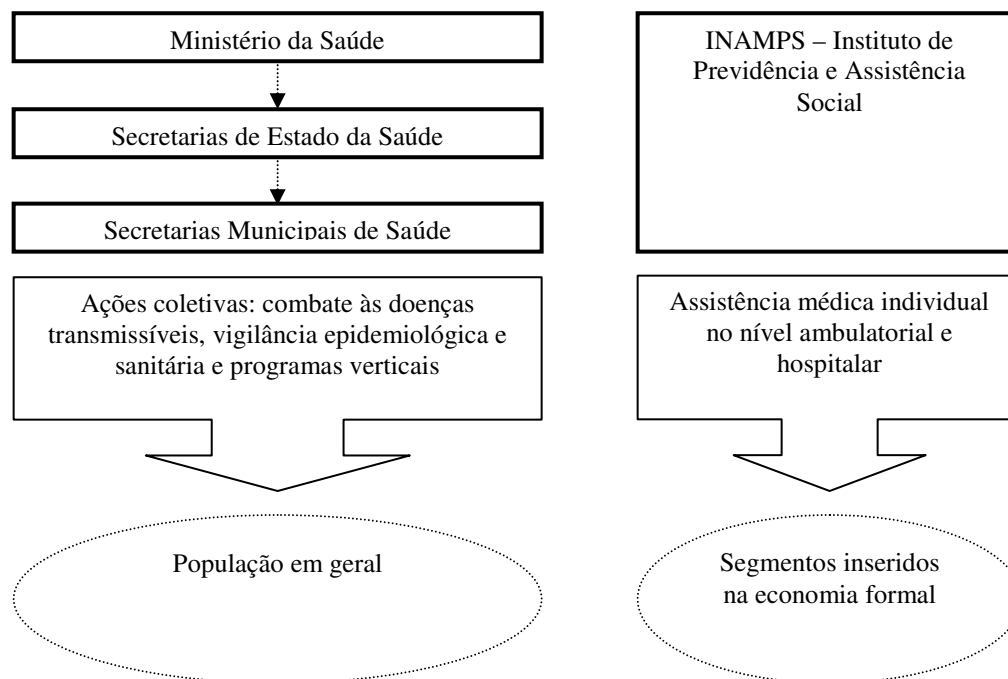 Ministério da Saúde
Secretarias de Estado da Saúde
Secretarias Municipais de Saúde
Ações coletivas: combate às doenças
transmissíveis, vigilância epidemiológica e
sanitária e programas verticais
População em geral
INAMPS – Instituto de
Previdência e Assistência
Social
Assistência médica individual
no nível ambulatorial e
hospitalar
Segmentos inseridos
na economia formal